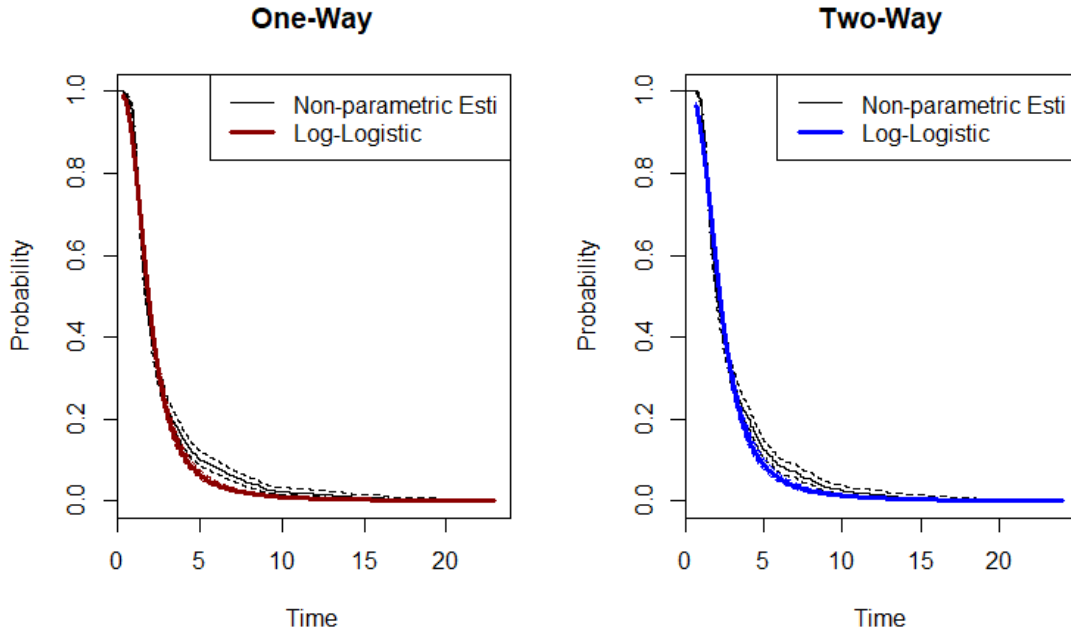 One-Way
Non-parametric Esti
Log-Logistic
Probability
1.0
0.8
0.6
0.4
0.2
0.0
0 5 10 15 20
Time
Two-Way
Non-parametric Esti
Log-Logistic
Probability
1.0
0.8
0.6
0.4
0.2
0.0
0 5 10 15 20
Time